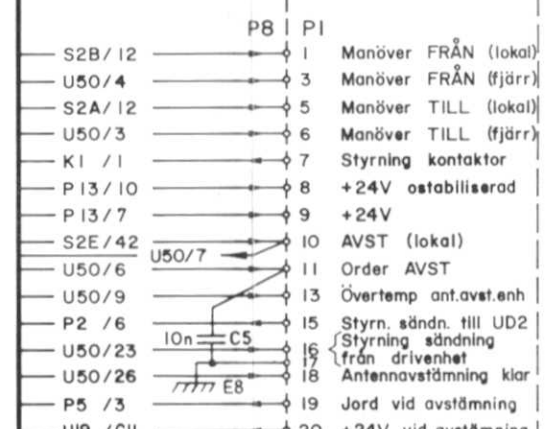 P8 P1
S2B/12 1 Manöver FRÅN (lokal)
U50/4 3 Manöver FRÅN (fjärr)
S2A/12 5 Manöver TILL (lokal)
U50/3 6 Manöver TILL (fjärr)
K1 /1 7 Styrning kontaktor
P13/10 8 +24V ostabiliserad
P13/7 9 +24V
S2E/42 10 AVST (lokal)
U50/7
U50/6 11 Order AVST
U50/9 13 Övertemp ant.avst.enh
P2 /6 15 Styrn. sändn. till UD2
10n C5
U50/23 16 Styrning sändning
17 från drivenhet
U50/26 18 Antennavstämning klar
E8
P5 /3 19 Jord vid avstämning
20 +24V vid avstämning